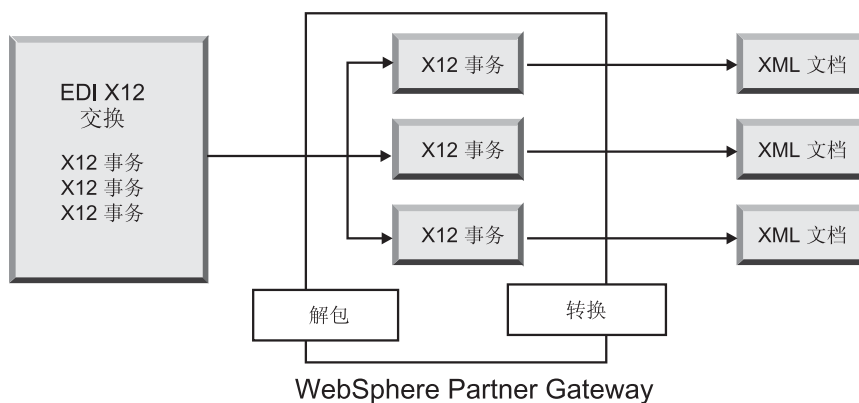 EDI X12
交换
X12 事务
X12 事务
X12 事务
X12 事务
XML 文档
X12 事务
XML 文档
X12 事务
XML 文档
解包
转换
WebSphere Partner Gateway